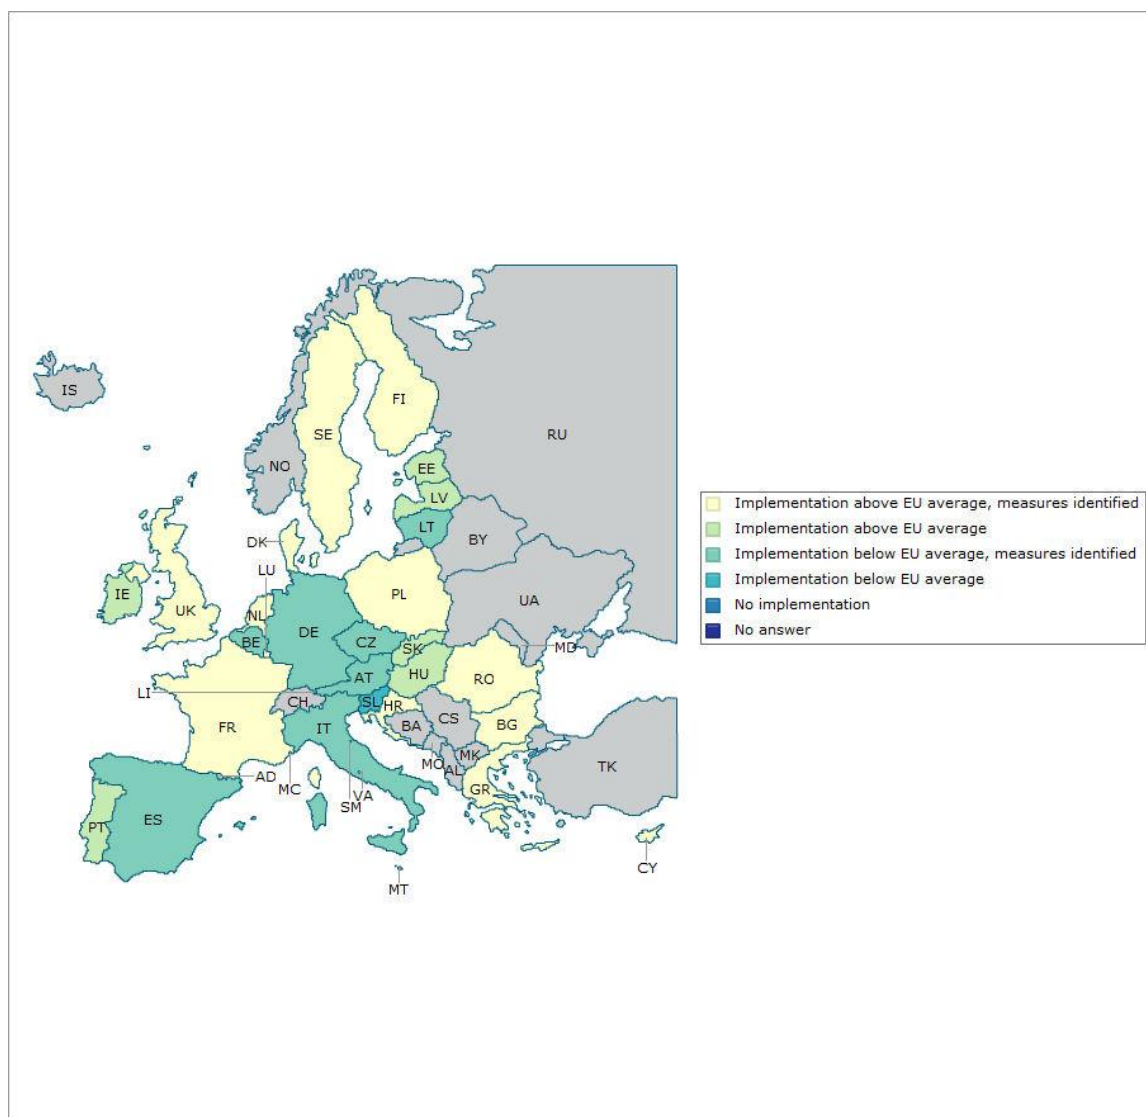 IS
FI
SE
RU
NO
EE
LV
LT
DK
BY
LU
IE
UK
NL
PL
UA
BE
DE
CZ
SK
MD
LI
AT
HU
RO
CH
SL
HR
FR
IT
BA
CS
BG
MO
MK
AL
TK
AD
MC
SM
VA
GR
PT
ES
CY
MT
Implementation above EU average, measures identified
Implementation above EU average
Implementation below EU average, measures identified
Implementation below EU average
No implementation
No answer